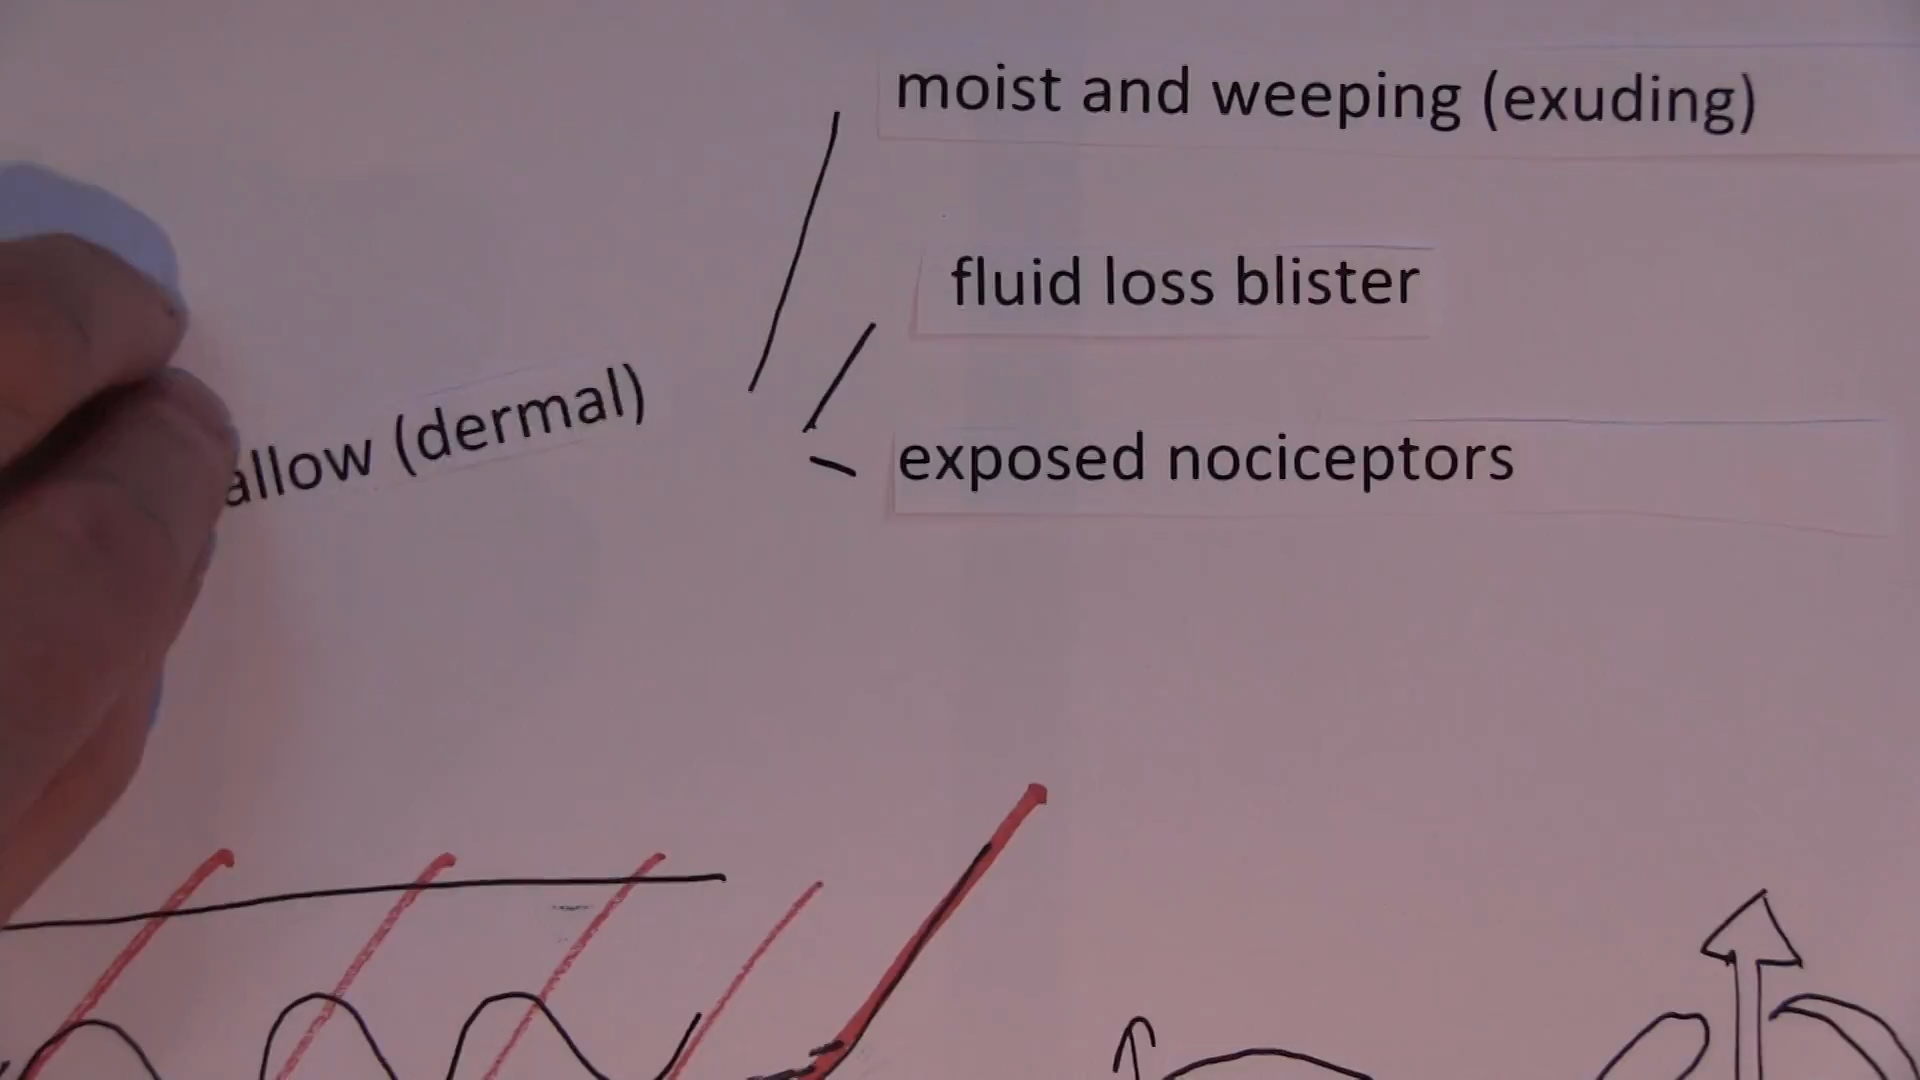 moist and weeping (exuding)
fluid loss blister
allow (dermal)
exposed nociceptors